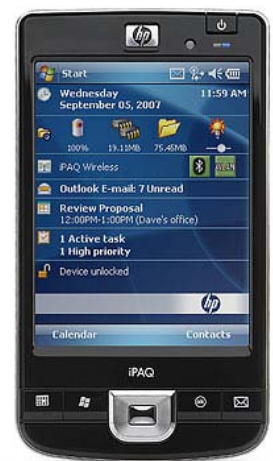 hp
Start
Wednesday 11:59 AM
September 05, 2007
100% 19.11MB 75.45MB
iPAQ Wireless WLAN
Outlook E-mail: 7 Unread
Review Proposal
12:00PM-1:00PM (Dave's office)
1 Active task
1 High priority
Device unlocked
hp
Calendar Contacts
iPAQ
ok